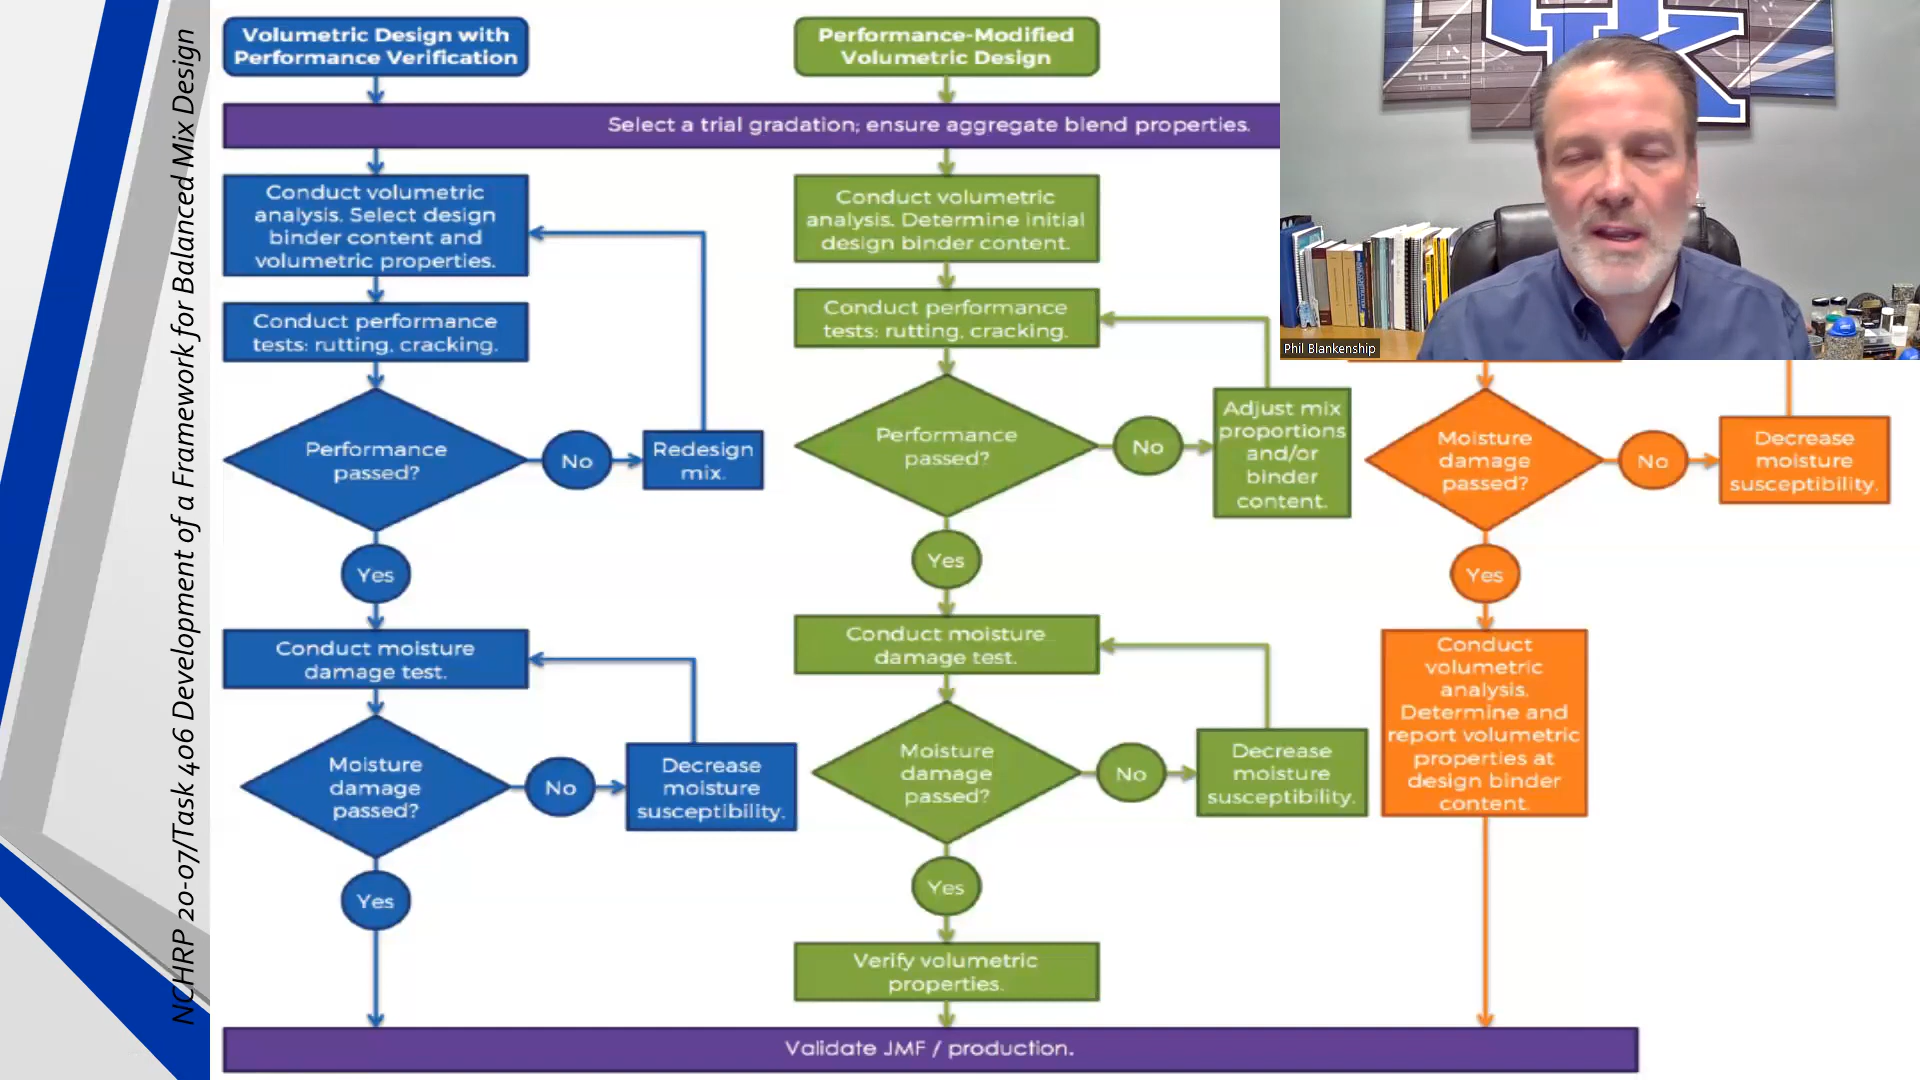 NCHRP 20-07/Task 406 Development of a Framework for Balanced Mix Design
Volumetric Design with
Performance Verification
Performance-Modified
Volumetric Design
Select a trial gradation; ensure aggregate blend properties.
Conduct volumetric
analysis. Select design
binder content and
volumetric properties.
Conduct performance
tests: rutting, cracking.
Performance
passed?
No
Redesign
mix.
Yes
Conduct moisture
damage test.
Moisture
damage
passed?
No
Decrease
moisture
susceptibility.
Yes
Conduct volumetric
analysis. Determine initial
design binder content.
Conduct performance
tests: rutting, cracking.
Performance
passed?
No
Adjust mix
proportions
and/or
binder
content.
Yes
Conduct moisture
damage test.
Moisture
damage
passed?
No
Decrease
moisture
susceptibility.
Yes
Verify volumetric
properties.
Moisture
damage
passed?
No
Decrease
moisture
susceptibility.
Yes
Conduct
volumetric
analysis.
Determine and
report volumetric
properties at
design binder
content.
Validate JMF / production.
UK
Phil Blankenship